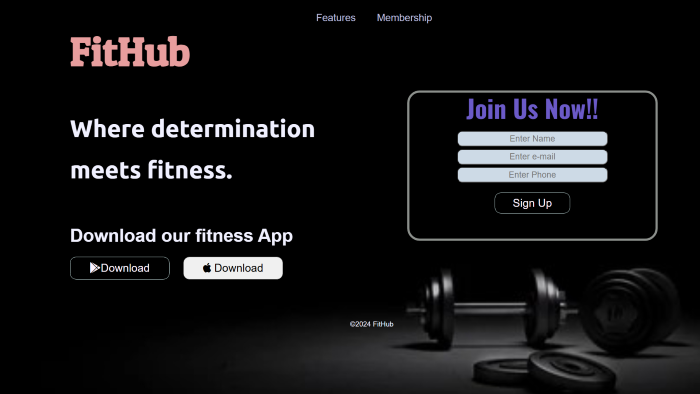 Features Membership
FitHub
Where determination
meets fitness.
Download our fitness App
Download Download
Join Us Now!!
Enter Name
Enter e-mail
Enter Phone
Sign Up
©2024 FitHub